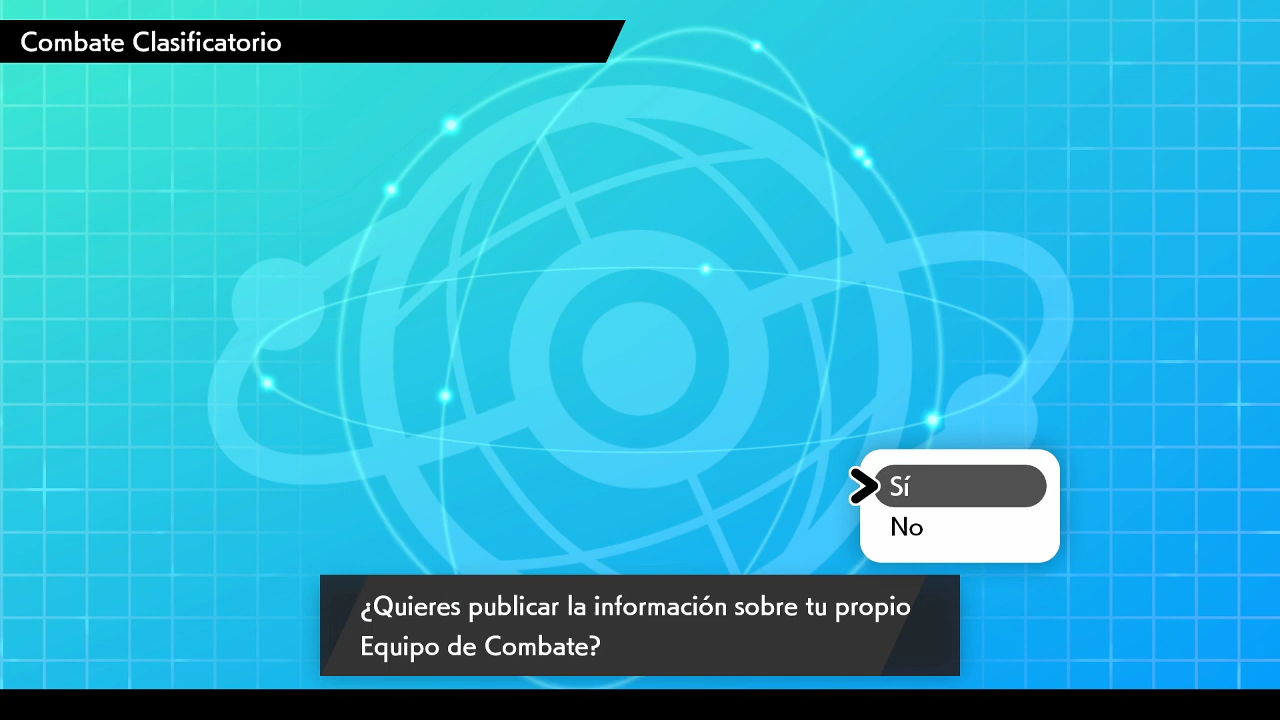 Combate Clasificatorio
Sí
No
¿Quieres publicar la información sobre tu propio
Equipo de Combate?